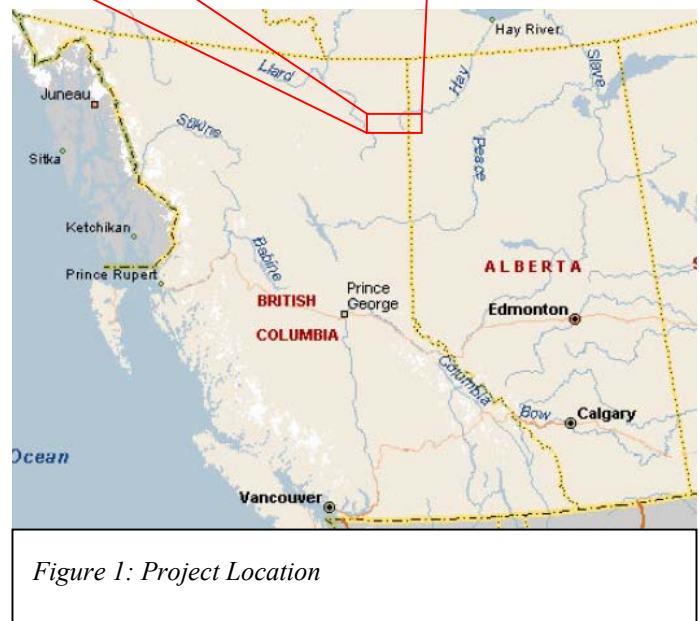 Hay River
Liard
Hay
Slave
Juneau
Stikine
Sitka
Peace
Ketchikan
Babine
Prince Rupert
ALBERTA
S
BRITISH
COLUMBIA
Prince
George
Edmonton
Columbia
Bow
Calgary
Ocean
Vancouver
Figure 1: Project Location